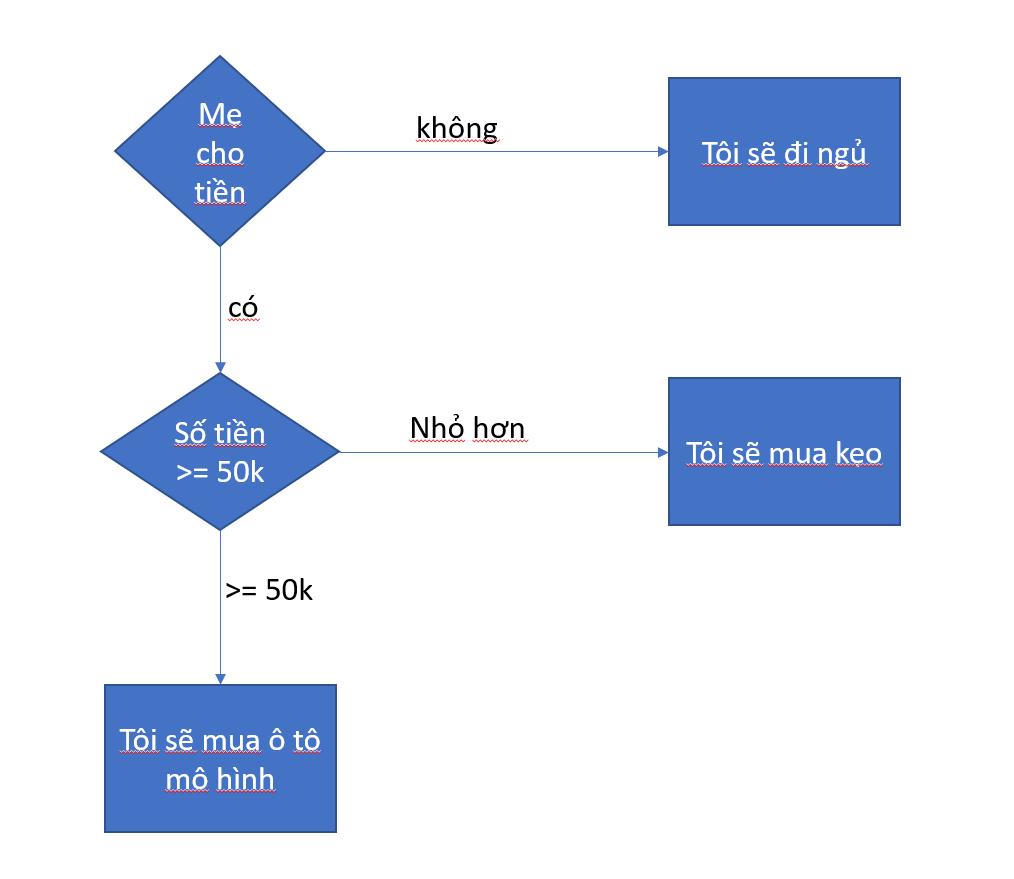 Mẹ
cho
tiền
không
Tôi sẽ đi ngủ
có
Số tiền
>= 50k
Nhỏ hơn
Tôi sẽ mua kẹo
>= 50k
Tôi sẽ mua ô tô
mô hình